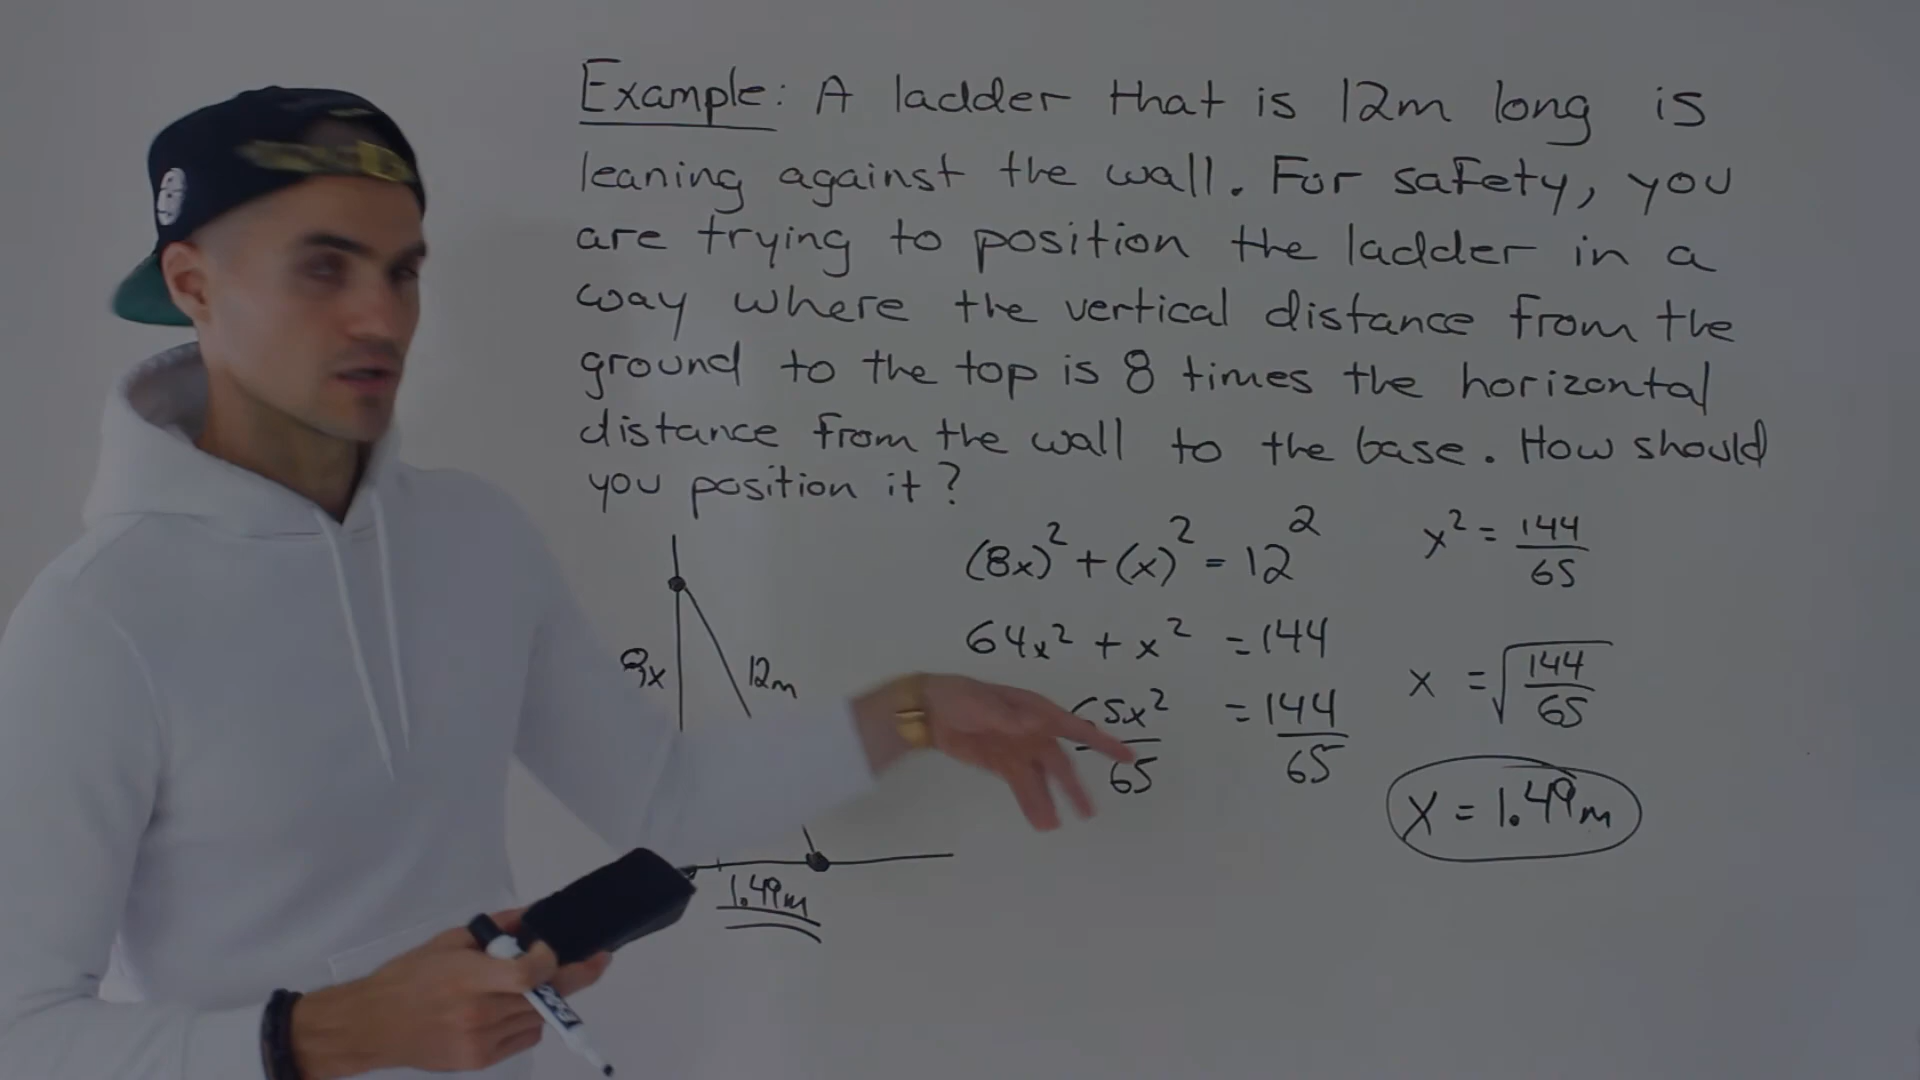 Example: A ladder that is 12m long is
leaning against the wall. For safety, you
are trying to position the ladder in a
way where the vertical distance from the
ground to the top is 8 times the horizontal
distance from the wall to the base. How should
you position it?
(8x)² + (x)² = 12²
64x² + x² = 144
65x² = 144
65 65
x² = 144
65
x = √144
65
x = 1.49m
8x
12m
1.49m